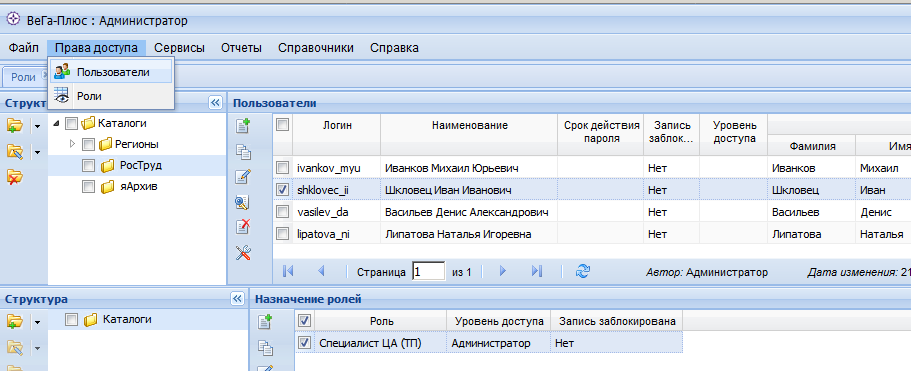 ВеГа-Плюс : Администратор
Файл Права доступа Сервисы Отчеты Справочники Справка
Роли
Пользователи
Роли
Структ
Каталоги
Регионы
РосТруд
яАрхив
Пользователи
Логин Наименование Срок действия пароля Запись заблок... Уровень доступа
Фамилия Имя
ivankov_myu Иванков Михаил Юрьевич Нет Иванков Михаил
shklovec_ii Шкловец Иван Иванович Нет Шкловец Иван
vasilev_da Васильев Денис Александрович Нет Васильев Денис
lipatova_ni Липатова Наталья Игоревна Нет Липатова Наталья
Страница 1 из 1 Автор: Администратор Дата изменения: 21
Структура
Каталоги
Назначение ролей
Роль Уровень доступа Запись заблокирована
Специалист ЦА (ТП) Администратор Нет